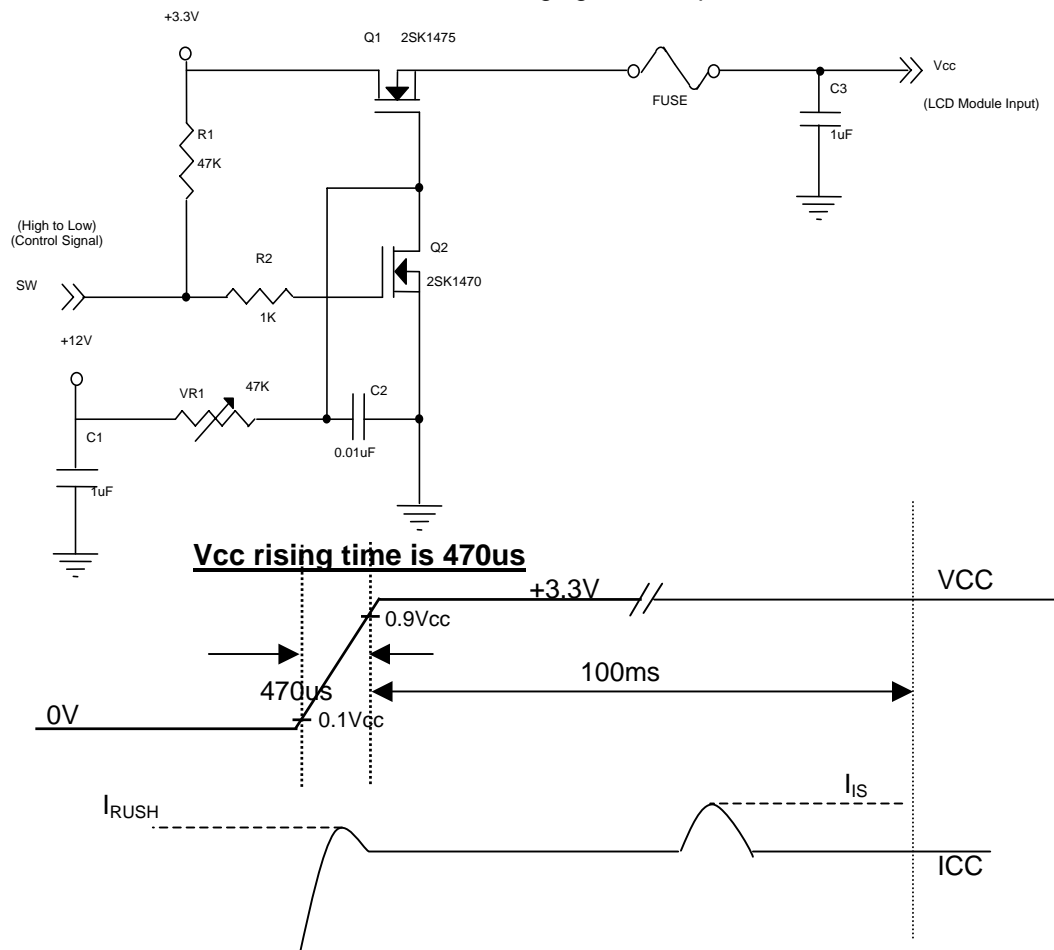 +3.3V
Q1 2SK1475
Vcc
FUSE
C3
(LCD Module Input)
1uF
R1
47K
(High to Low)
(Control Signal)
Q2
R2
2SK1470
SW
1K
+12V
VR1 47K
C2
C1
0.01uF
1uF
Vcc rising time is 470us
+3.3V
VCC
0.9Vcc
100ms
470us
0V
0.1Vcc
IRUSH
IIS
ICC